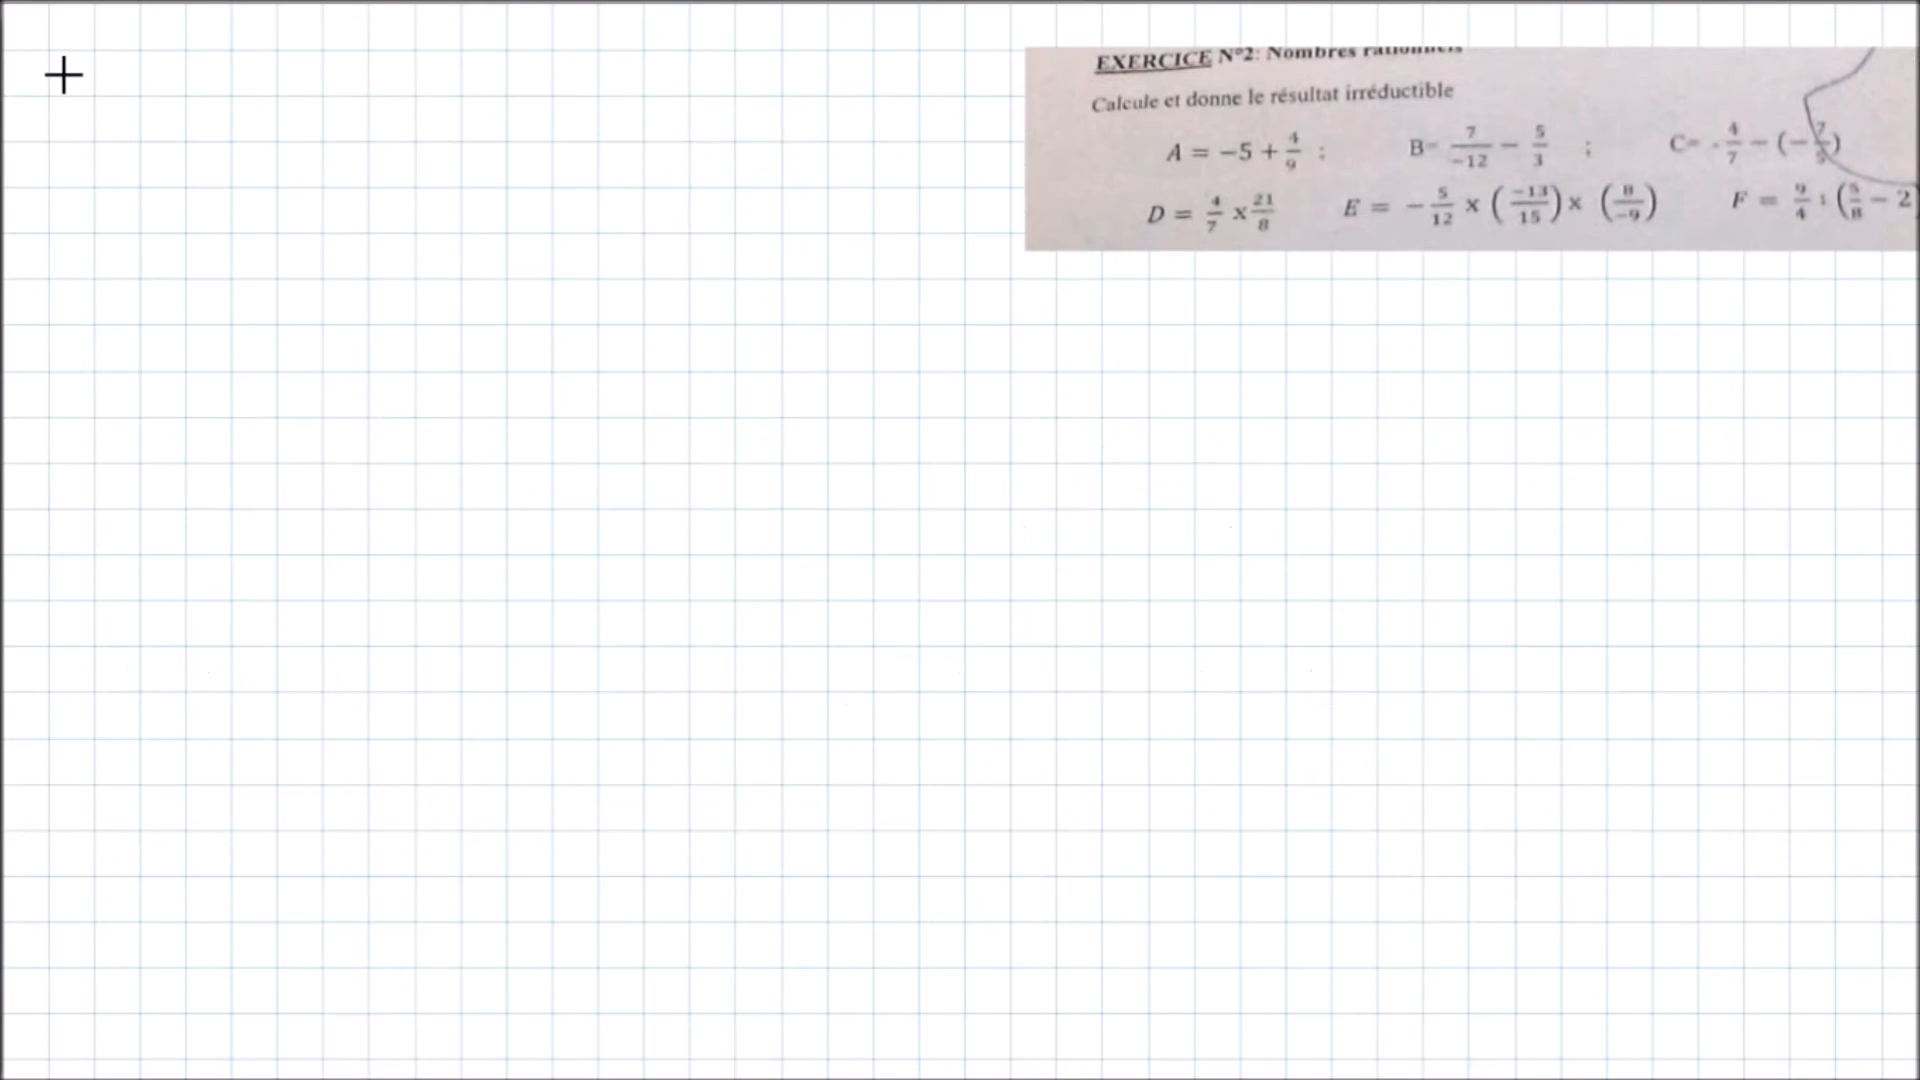 EXERCICE N°2: Nombres rationnels
Calcule et donne le résultat irréductible
A = −5 + 4/9 ; B= 7/−12 − 5/3 ; C= - 4/7 − (− 7/5)
D = 4/7 x 21/8 E = − 5/12 x (−13/15) x (8/−9) F = 9/4 : (5/8 − 2)